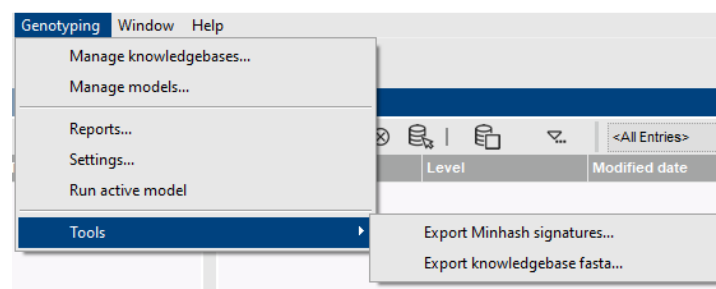 Genotyping Window Help
Manage knowledgebases...
Manage models...
Reports...
Settings...
Run active model
Tools
<All Entries>
Level Modified date
Export Minhash signatures...
Export knowledgebase fasta...